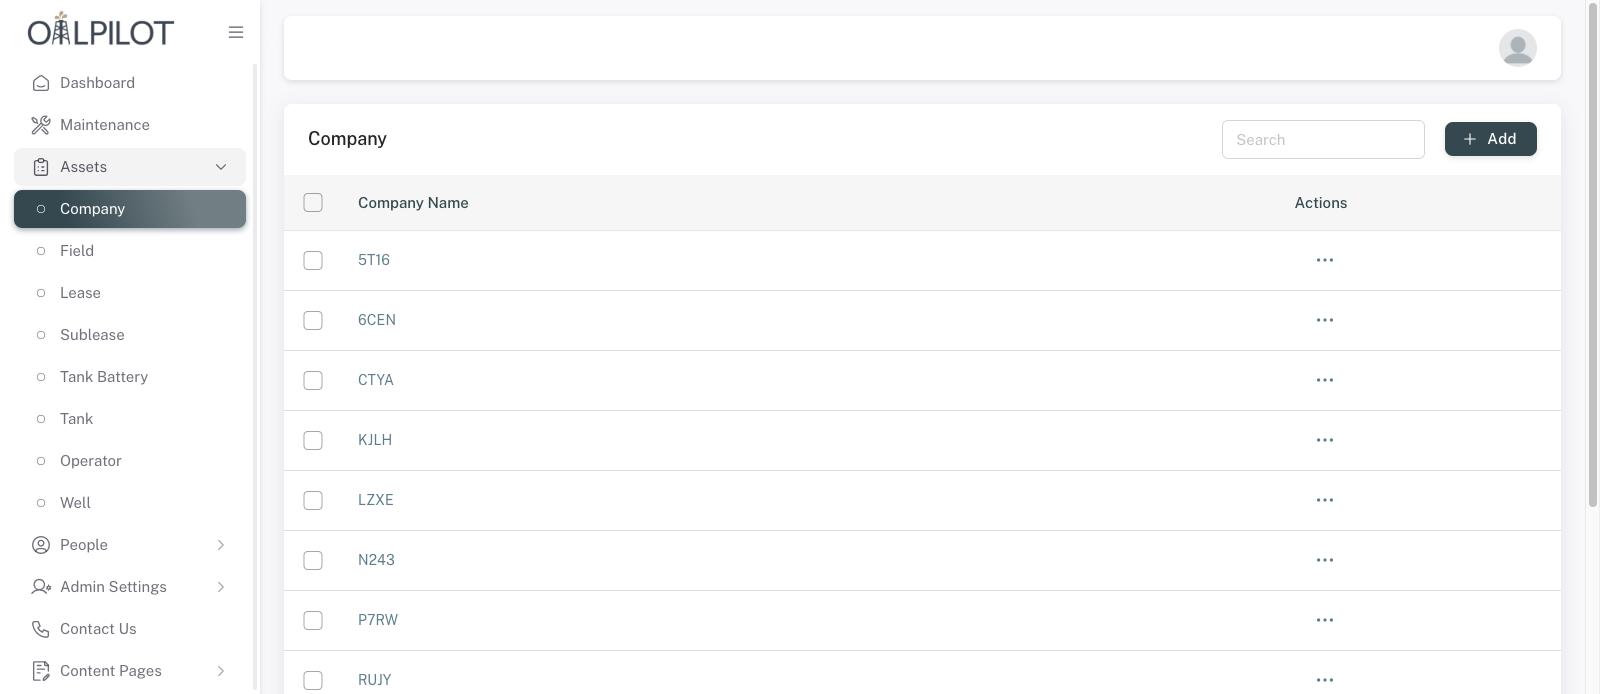 OILPILOT
Dashboard
Maintenance
Assets
Company
Field
Lease
Sublease
Tank Battery
Tank
Operator
Well
People
Admin Settings
Contact Us
Content Pages
Company
Search
Add
Company Name
Actions
5T16
6CEN
CTYA
KJLH
LZXE
N243
P7RW
RUJY